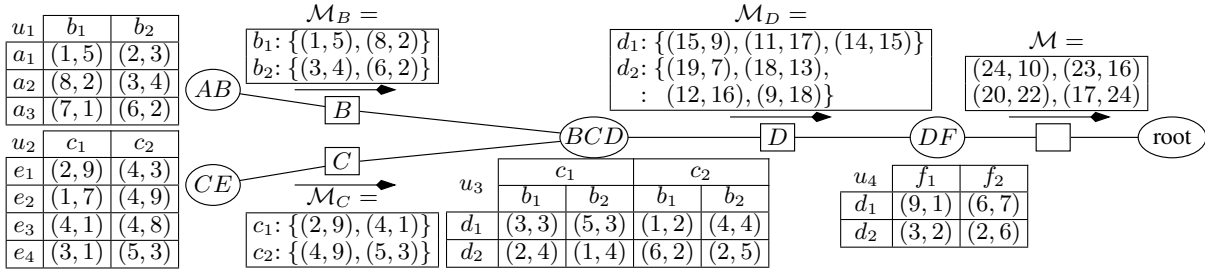 u₁ b₁ b₂
a₁ (1, 5) (2, 3)
a₂ (8, 2) (3, 4)
a₃ (7, 1) (6, 2)
AB
ℳ_B =
b₁: {(1, 5), (8, 2)}
b₂: {(3, 4), (6, 2)}
B
u₂ c₁ c₂
e₁ (2, 9) (4, 3)
e₂ (1, 7) (4, 9)
e₃ (4, 1) (4, 8)
e₄ (3, 1) (5, 3)
CE
C
ℳ_C =
c₁: {(2, 9), (4, 1)}
c₂: {(4, 9), (5, 3)}
BCD
u₃ c₁ c₂
b₁ b₂ b₁ b₂
d₁ (3, 3) (5, 3) (1, 2) (4, 4)
d₂ (2, 4) (1, 4) (6, 2) (2, 5)
ℳ_D =
d₁: {(15, 9), (11, 17), (14, 15)}
d₂: {(19, 7), (18, 13),
: (12, 16), (9, 18)}
D
DF
u₄ f₁ f₂
d₁ (9, 1) (6, 7)
d₂ (3, 2) (2, 6)
ℳ =
(24, 10), (23, 16)
(20, 22), (17, 24)
root